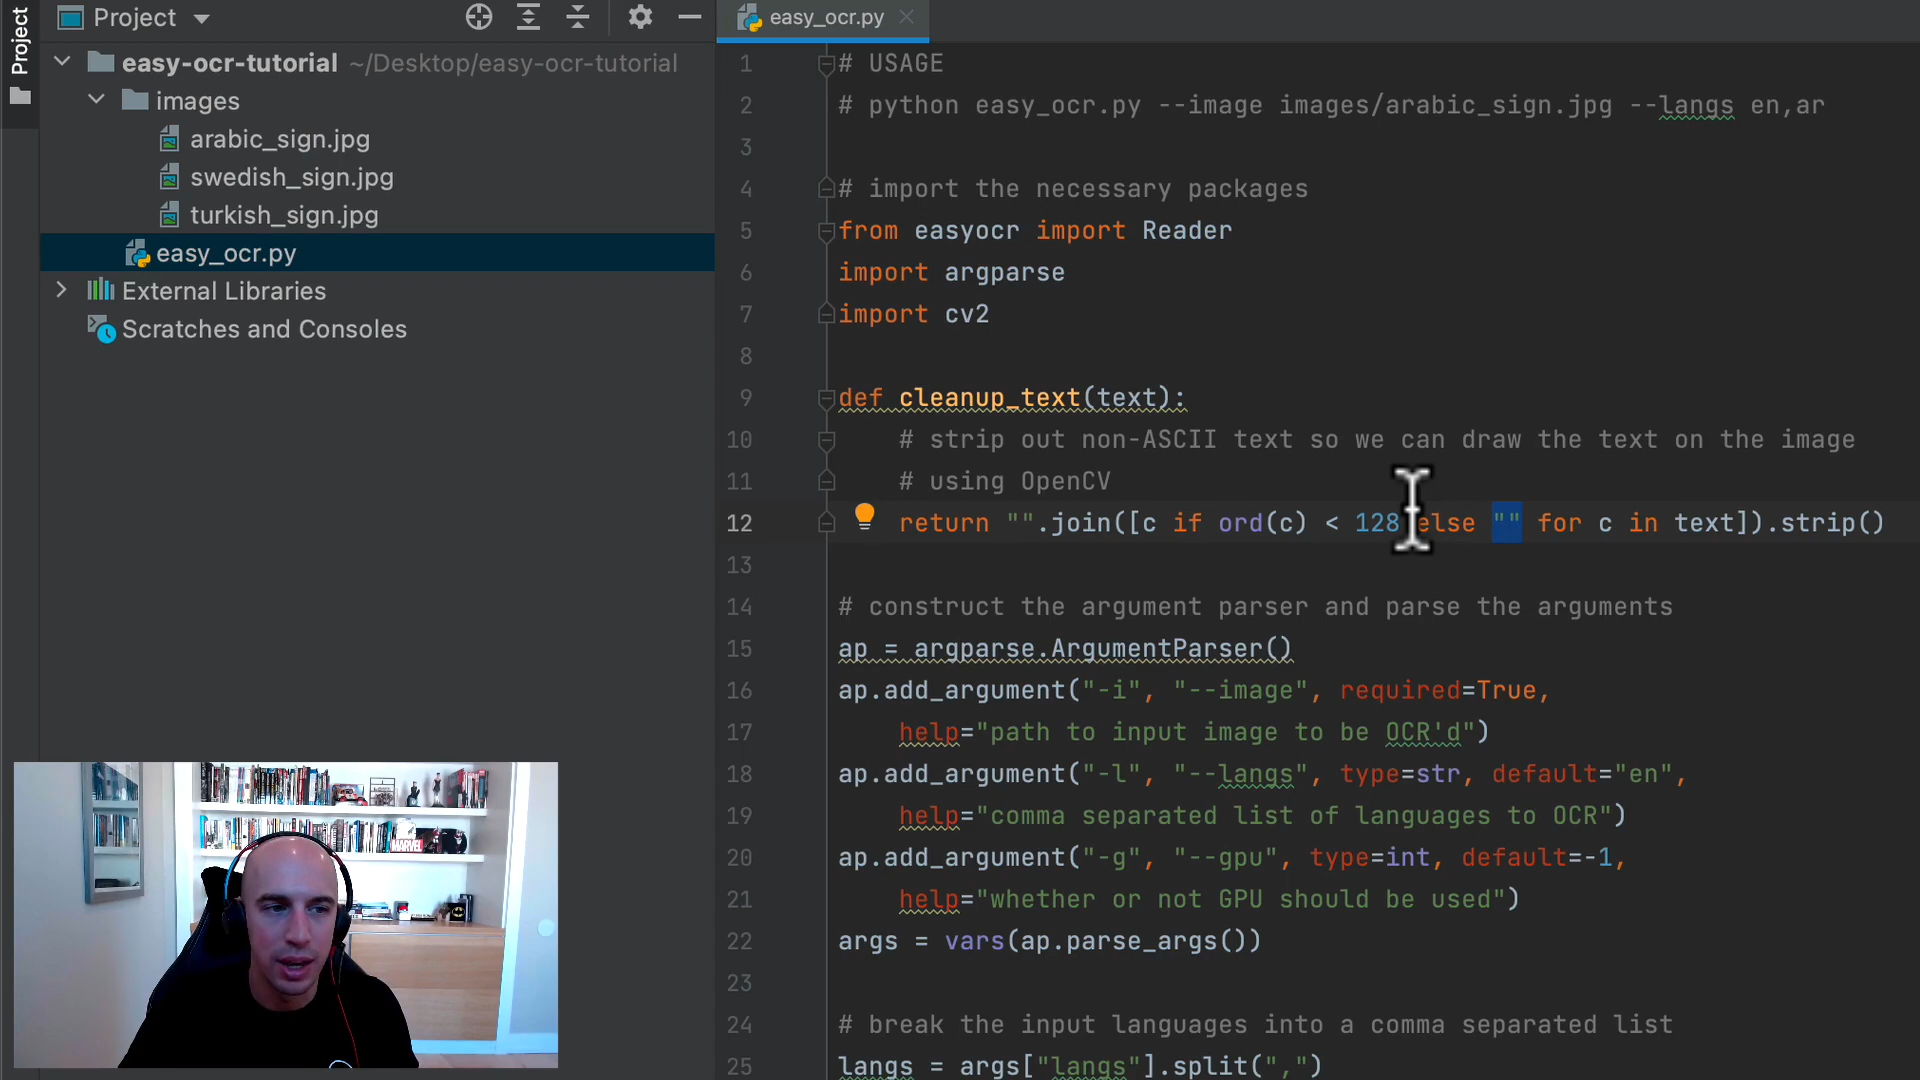 Project
Project
easy-ocr-tutorial ~/Desktop/easy-ocr-tutorial
images
arabic_sign.jpg
swedish_sign.jpg
turkish_sign.jpg
easy_ocr.py
External Libraries
Scratches and Consoles
easy_ocr.py
1 # USAGE
2 # python easy_ocr.py --image images/arabic_sign.jpg --langs en,ar
3
4 # import the necessary packages
5 from easyocr import Reader
6 import argparse
7 import cv2
8
9 def cleanup_text(text):
10 # strip out non-ASCII text so we can draw the text on the image
11 # using OpenCV
12 return "".join([c if ord(c) < 128 else "" for c in text]).strip()
13
14 # construct the argument parser and parse the arguments
15 ap = argparse.ArgumentParser()
16 ap.add_argument("-i", "--image", required=True,
17 help="path to input image to be OCR'd")
18 ap.add_argument("-l", "--langs", type=str, default="en",
19 help="comma separated list of languages to OCR")
20 ap.add_argument("-g", "--gpu", type=int, default=-1,
21 help="whether or not GPU should be used")
22 args = vars(ap.parse_args())
23
24 # break the input languages into a comma separated list
25 langs = args["langs"].split(",")
MARVEL